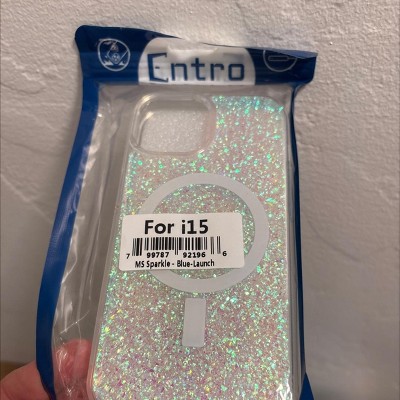 Entro
For i15
7 99787 92196 6
MS Sparkle - Blue-Launch